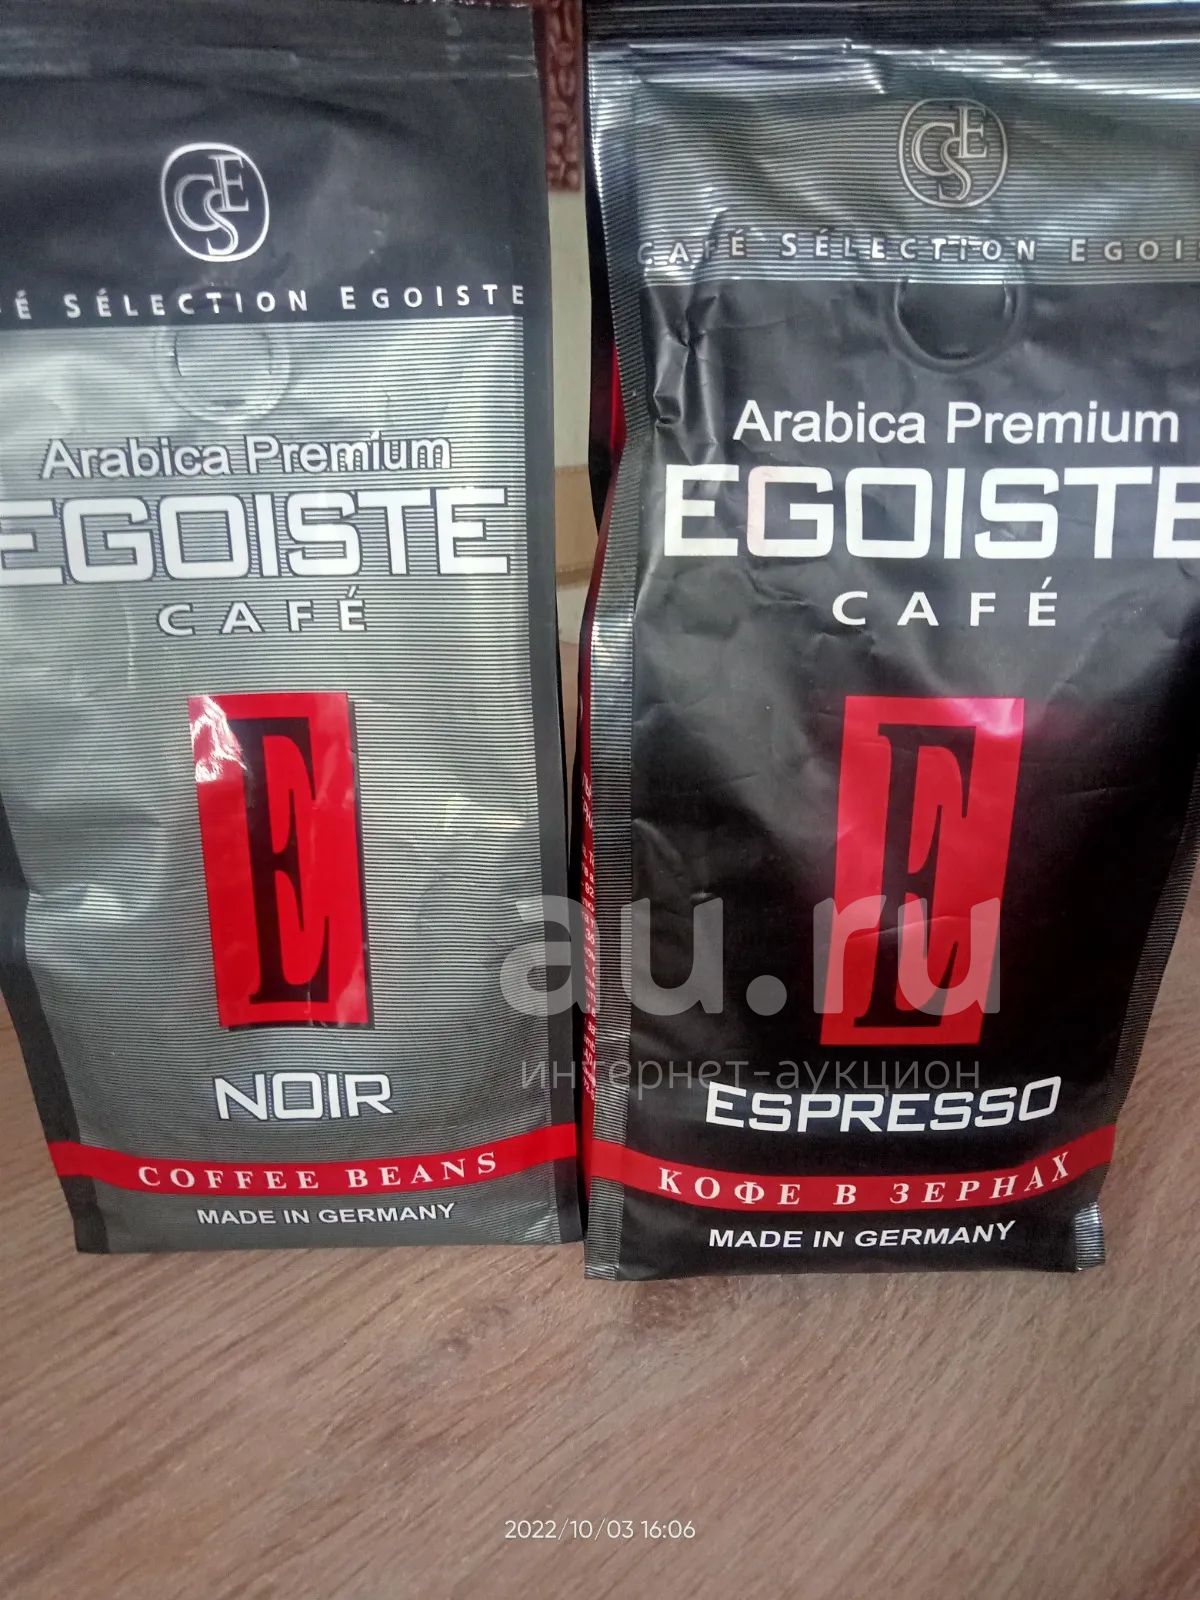 CSE
É SÉLECTION EGOISTE
Arabica Premium
EGOISTE
CAFÉ
E
NOIR
COFFEE BEANS
MADE IN GERMANY
CSE
CAFÉ SÉLECTION EGOI
Arabica Premium
EGOISTE
CAFÉ
E
ESPRESSO
КОФЕ В ЗЕРНАХ
MADE IN GERMANY
au.ru
интернет-аукцион
2022/10/03 16:06